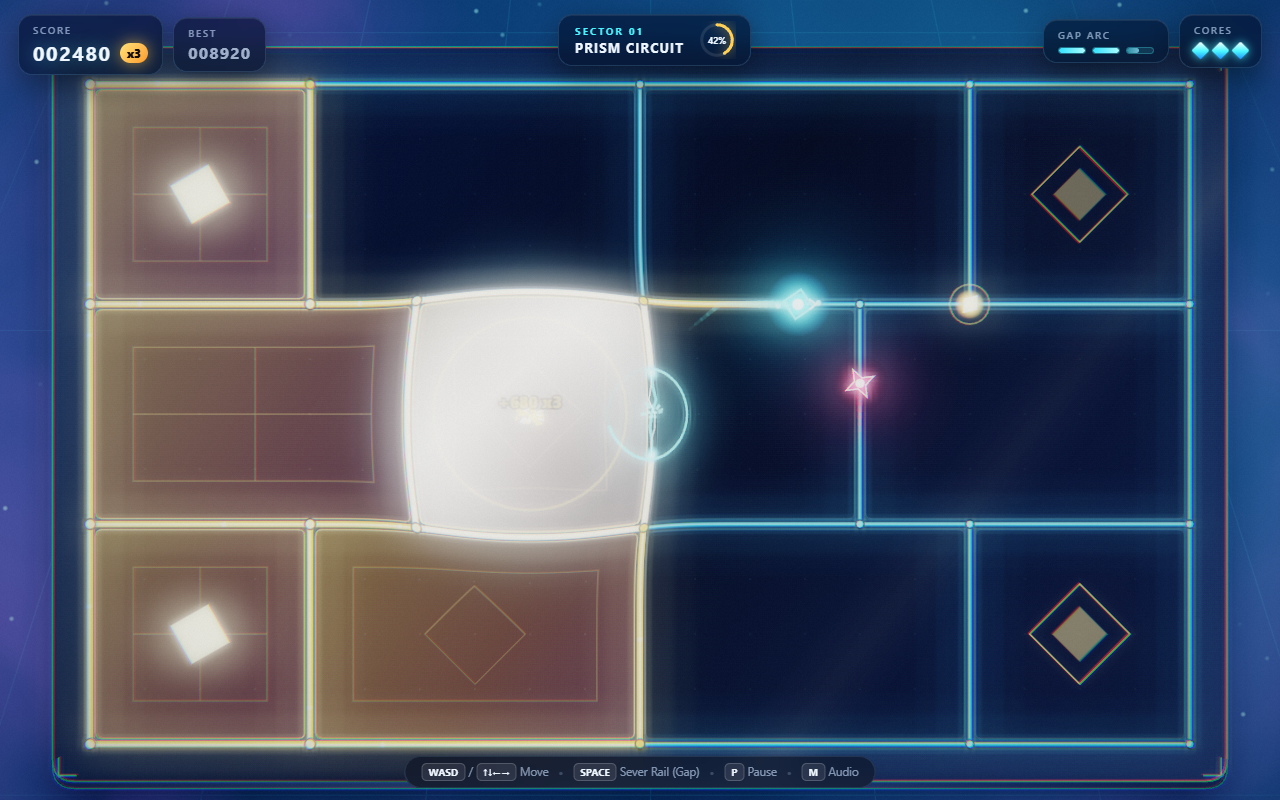 SCORE
002480 x3
BEST
008920
SECTOR 01
PRISM CIRCUIT
42%
GAP ARC
CORES
WASD / ↑↓←→ Move • SPACE Sever Rail (Gap) • P Pause • M Audio